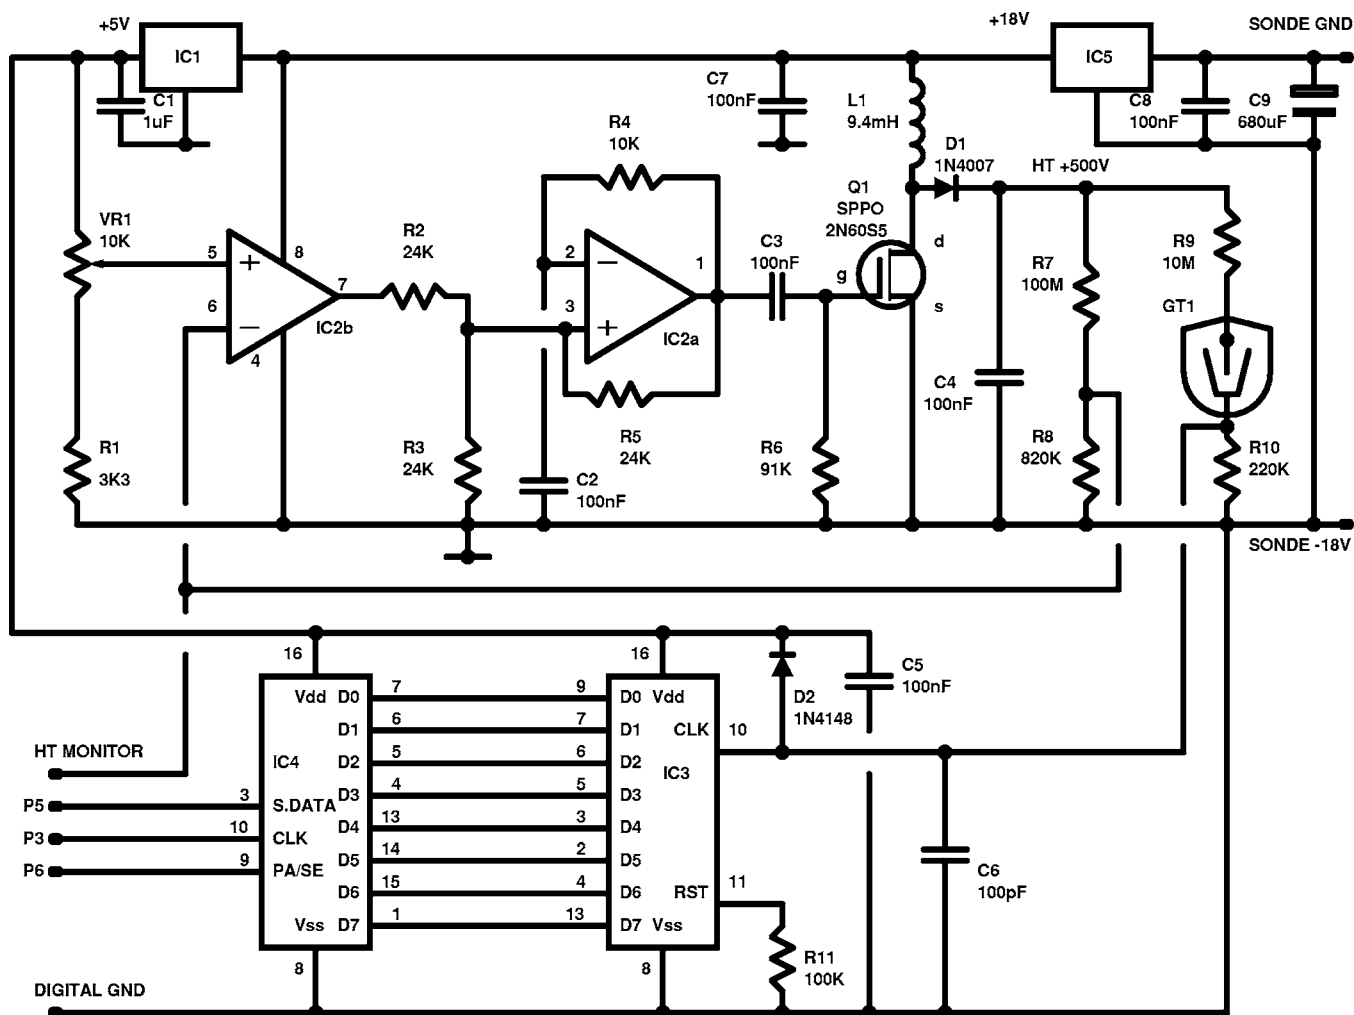 +5V
+18V
SONDE GND
IC1
IC5
C1
1uF
C7
100nF
L1
9.4mH
C8
100nF
C9
680uF
R4
10K
D1
1N4007
HT +500V
Q1
SPPO
2N60S5
VR1
10K
R2
24K
C3
100nF
R7
100M
R9
10M
5
6
8
7
4
IC2b
2
3
1
IC2a
d
g
s
GT1
C4
100nF
R1
3K3
R3
24K
R5
24K
C2
100nF
R6
91K
R8
820K
R10
220K
SONDE -18V
16
16
C5
100nF
D2
1N4148
Vdd D0
7
9
D0 Vdd
D1
6
7
D1
CLK
10
HT MONITOR
IC4
D2
5
6
D2
IC3
D3
4
5
D3
P5
3
S.DATA
D4
13
3
D4
P3
10
CLK
D5
14
2
D5
P6
9
PA/SE
D6
15
4
D6
RST
11
Vss D7
1
13
D7 Vss
C6
100pF
8
8
R11
100K
DIGITAL GND